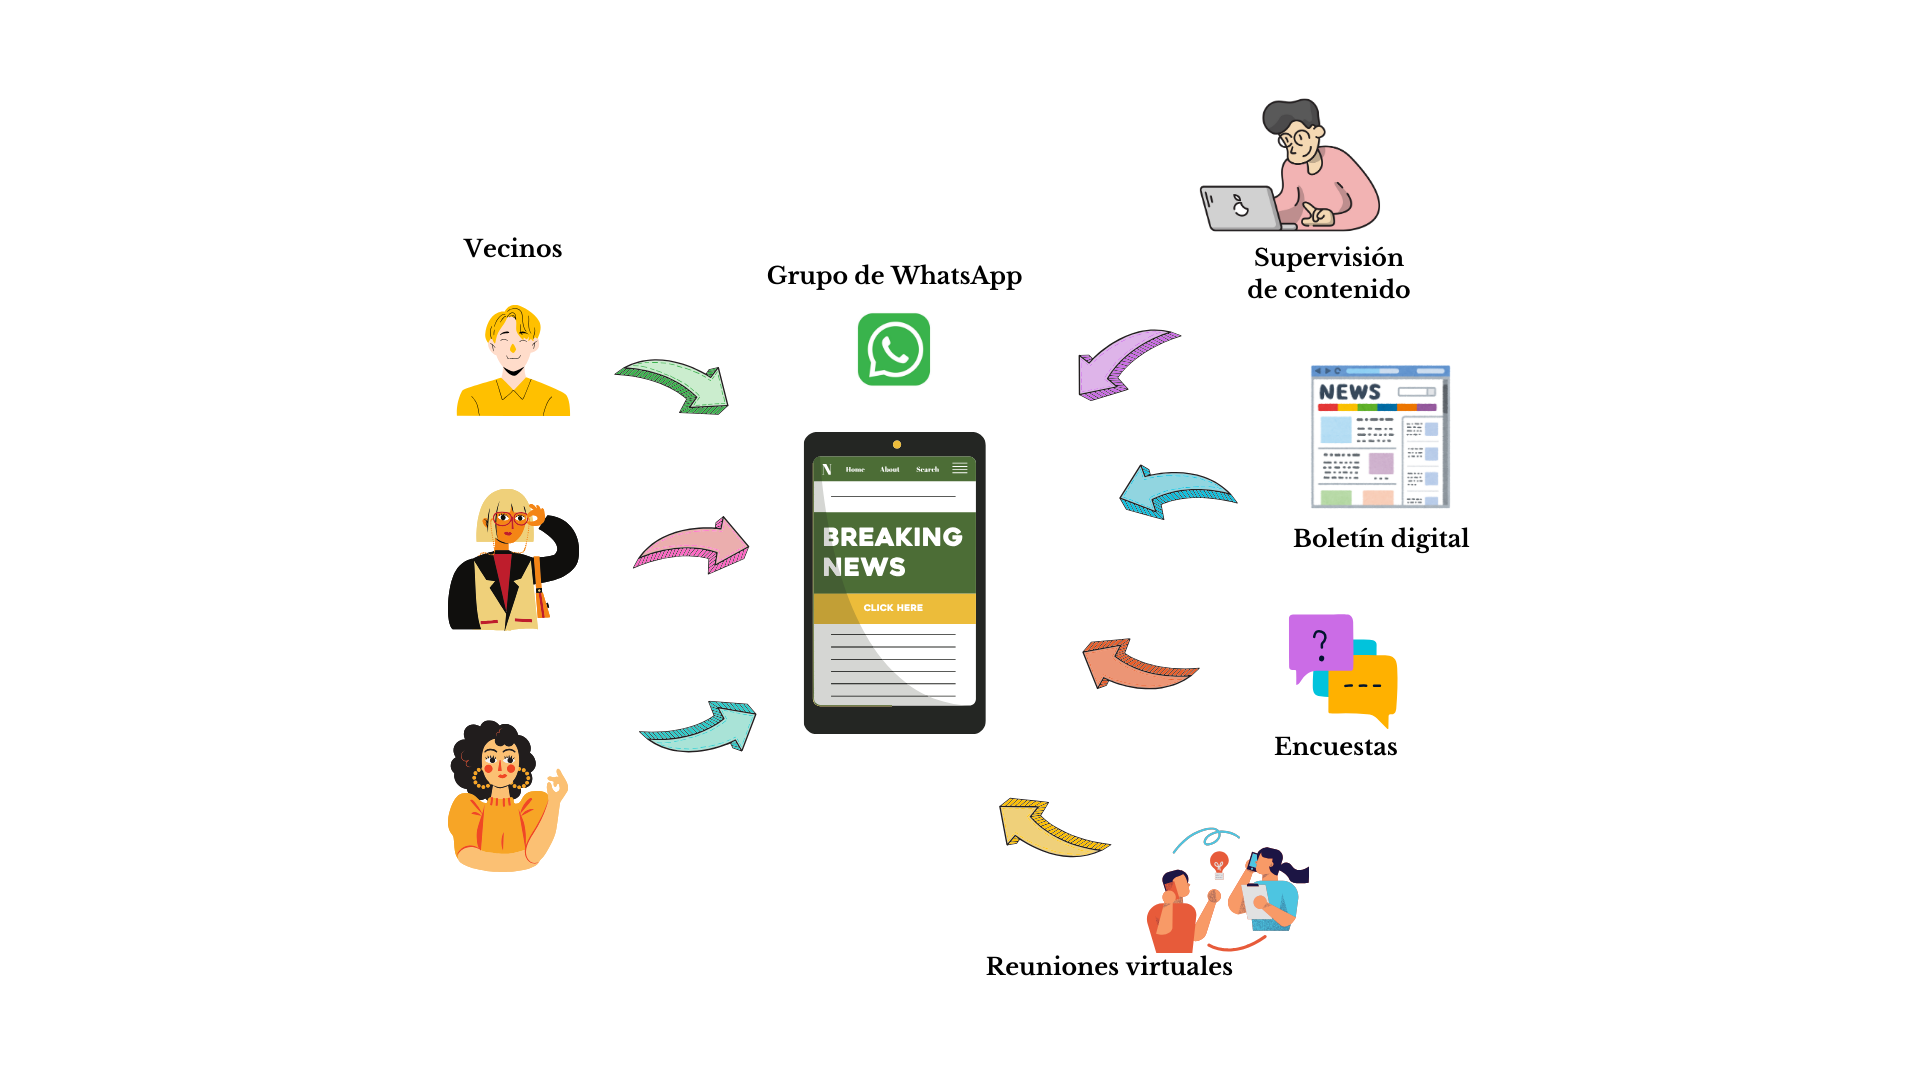 Vecinos
Grupo de WhatsApp
N Home About Search
BREAKING
NEWS
CLICK HERE
Supervisión
de contenido
NEWS
Boletín digital
?
Encuestas
Reuniones virtuales